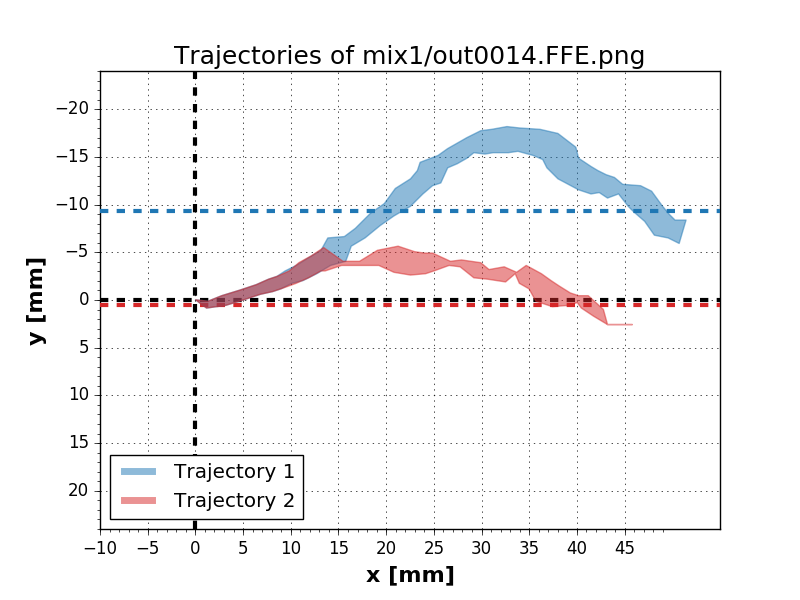 Trajectories of mix1/out0014.FFE.png
−20
−15
−10
−5
0
5
10
15
20
y [mm]
Trajectory 1
Trajectory 2
−10 −5 0 5 10 15 20 25 30 35 40 45
x [mm]